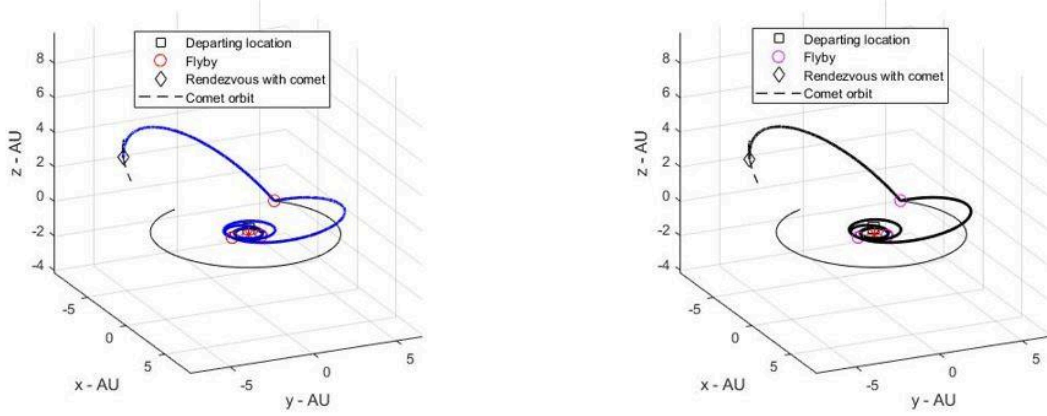 Departing location
Flyby
Rendezvous with comet
Comet orbit
8
6
4
2
0
-2
-4
z - AU
-5
0
5
x - AU
-5
0
5
y - AU
Departing location
Flyby
Rendezvous with comet
Comet orbit
8
6
4
2
0
-2
-4
z - AU
-5
0
5
x - AU
-5
0
5
y - AU